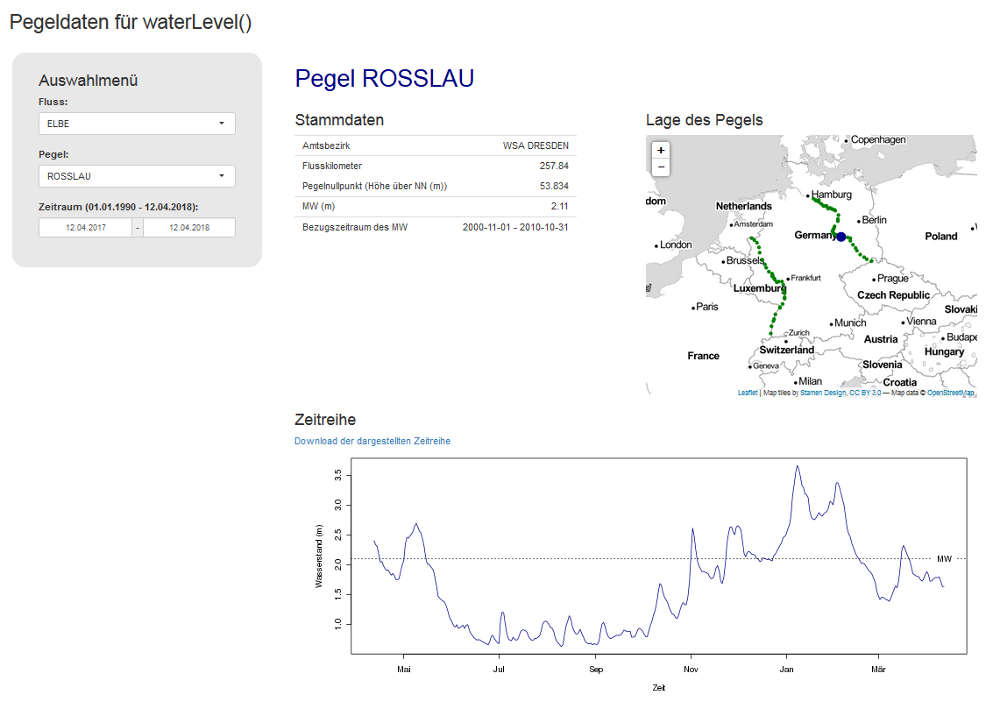 Pegeldaten für waterLevel()
Auswahlmenü
Fluss:
ELBE
Pegel:
ROSSLAU
Zeitraum (01.01.1990 - 12.04.2018):
12.04.2017 - 12.04.2018
Pegel ROSSLAU
Stammdaten
Amtsbezirk WSA DRESDEN
Flusskilometer 257.84
Pegelnullpunkt (Höhe über NN (m)) 53.834
MW (m) 2.11
Bezugszeitraum des MW 2000-11-01 - 2010-10-31
Lage des Pegels
+
−
Copenhagen
Hamburg
dom
Netherlands
Amsterdam
Berlin
Germany
Poland
London
Brussels
Frankfurt
Prague
Luxemburg
Czech Republic
Paris
Slovaki
Munich
Vienna
Zurich
Austria
Budape
France
Switzerland
Hungary
Geneva
Slovenia
Milan
Croatia
Leaflet | Map tiles by Stamen Design, CC BY 3.0 — Map data © OpenStreetMap
Zeitreihe
Download der dargestellten Zeitreihe
Wasserstand (m)
3.5
3.0
2.5
2.0
1.5
1.0
MW
Mai Jul Sep Nov Jan Mär
Zeit